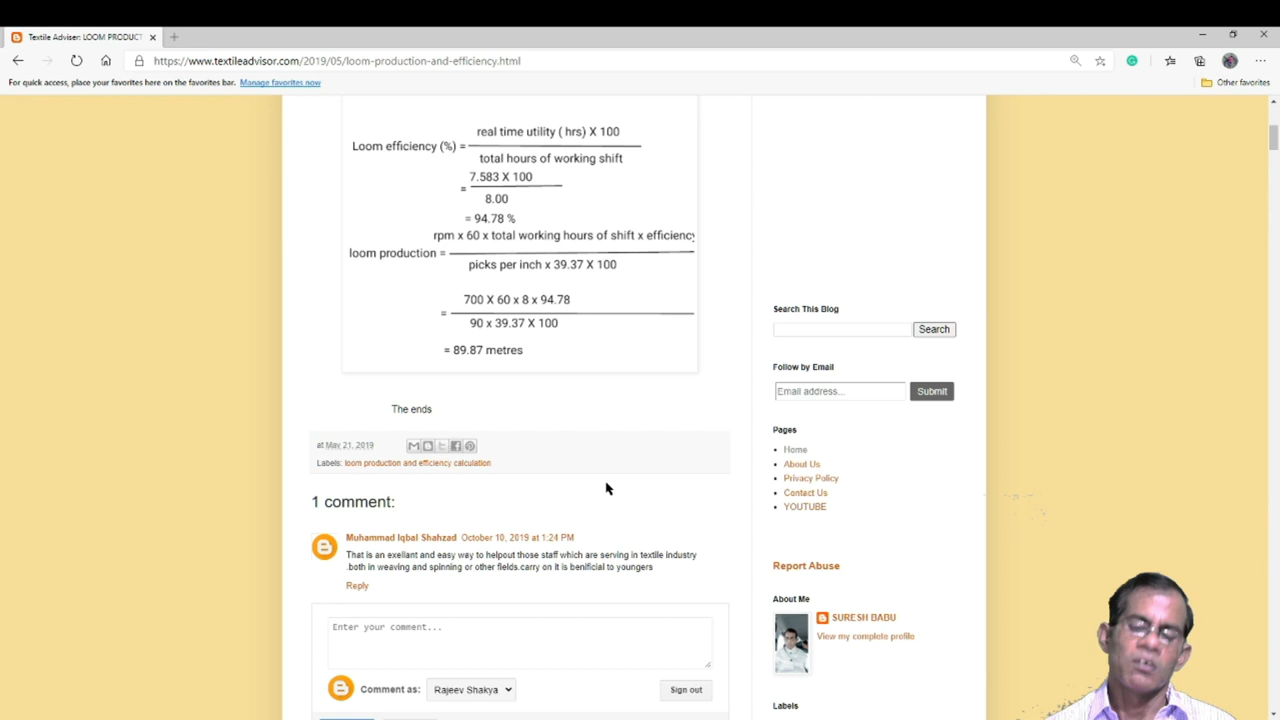 Textile Adviser: LOOM PRODUCT
https://www.textileadvisor.com/2019/05/loom-production-and-efficiency.html
For quick access, place your favorites here on the favorites bar. Manage favorites now
Other favorites
real time utility ( hrs) X 100
Loom efficiency (%) =
total hours of working shift
7.583 X 100
=
8.00
= 94.78 %
rpm x 60 x total working hours of shift x efficiency
loom production =
picks per inch x 39.37 X 100
700 X 60 x 8 x 94.78
=
90 x 39.37 X 100
= 89.87 metres
The ends
at May 21, 2019
Labels: loom production and efficiency calculation
1 comment:
Muhammad Iqbal Shahzad October 10, 2019 at 1:24 PM
That is an exellant and easy way to helpout those staff which are serving in textile industry
.both in weaving and spinning or other fields.carry on it is benificial to youngers
Reply
Enter your comment...
Comment as: Rajeev Shakya
Sign out
Search This Blog
Search
Follow by Email
Email address...
Submit
Pages
Home
About Us
Privacy Policy
Contact Us
YOUTUBE
Report Abuse
About Me
SURESH BABU
View my complete profile
Labels